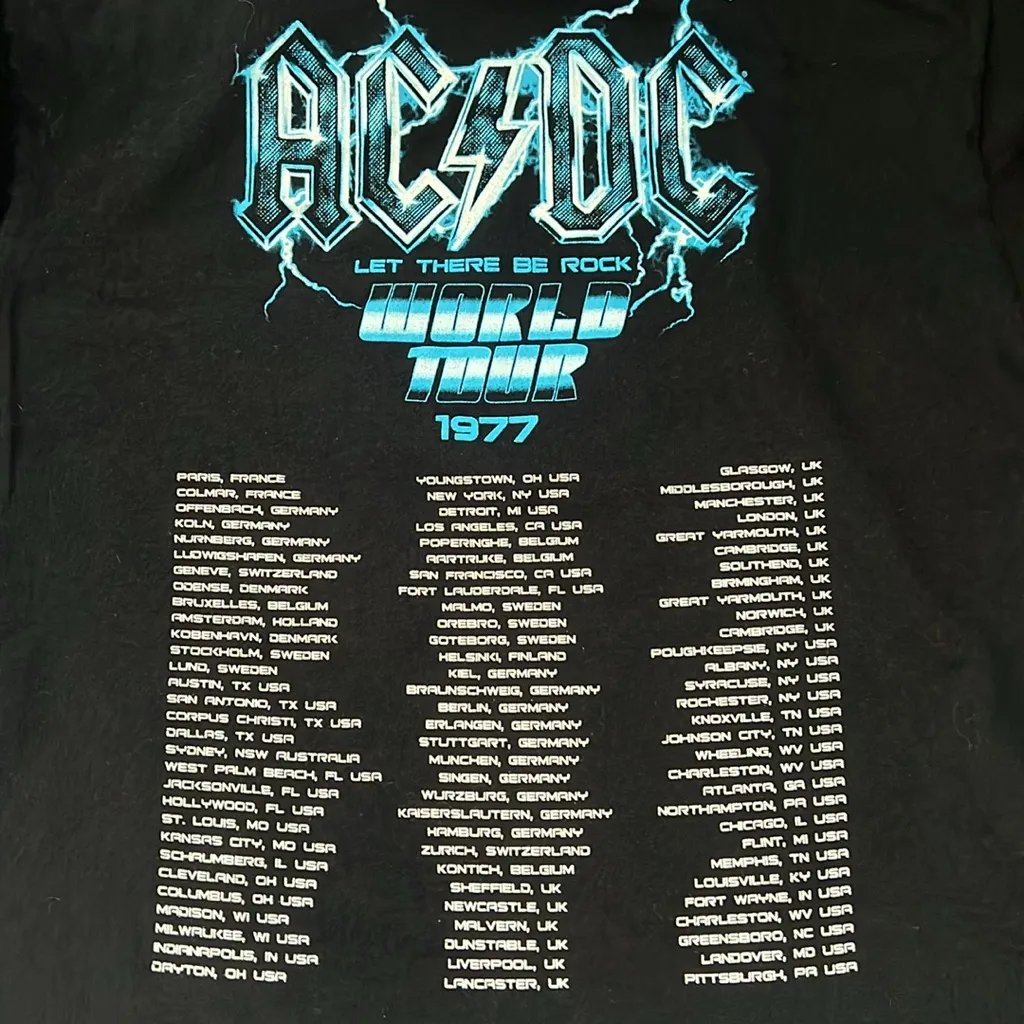 AC/DC
LET THERE BE ROCK
WORLD
TOUR
1977
PARIS, FRANCE
COLMAR, FRANCE
OFFENBACH, GERMANY
KOLN, GERMANY
NURNBERG, GERMANY
LUDWIGSHAFEN, GERMANY
GENEVE, SWITZERLAND
ODENSE, DENMARK
BRUXELLES, BELGIUM
AMSTERDAM, HOLLAND
KOBENHAVN, DENMARK
STOCKHOLM, SWEDEN
LUND, SWEDEN
AUSTIN, TX USA
SAN ANTONIO, TX USA
CORPUS CHRISTI, TX USA
DALLAS, TX USA
SYDNEY, NSW AUSTRALIA
WEST PALM BEACH, FL USA
JACKSONVILLE, FL USA
HOLLYWOOD, FL USA
ST. LOUIS, MO USA
KANSAS CITY, MO USA
SCHAUMBERG, IL USA
CLEVELAND, OH USA
COLUMBUS, OH USA
MADISON, WI USA
MILWAUKEE, WI USA
INDIANAPOLIS, IN USA
DAYTON, OH USA
YOUNGSTOWN, OH USA
NEW YORK, NY USA
DETROIT, MI USA
LOS ANGELES, CA USA
POPERINGHE, BELGIUM
AARTRIJKE, BELGIUM
SAN FRANCISCO, CA USA
FORT LAUDERDALE, FL USA
MALMO, SWEDEN
OREBRO, SWEDEN
GOTEBORG, SWEDEN
HELSINKI, FINLAND
KIEL, GERMANY
BRAUNSCHWEIG, GERMANY
BERLIN, GERMANY
ERLANGEN, GERMANY
STUTTGART, GERMANY
MUNCHEN, GERMANY
SINGEN, GERMANY
WURZBURG, GERMANY
KAISERSLAUTERN, GERMANY
HAMBURG, GERMANY
ZURICH, SWITZERLAND
KONTICH, BELGIUM
SHEFFIELD, UK
NEWCASTLE, UK
MALVERN, UK
DUNSTABLE, UK
LIVERPOOL, UK
LANCASTER, UK
GLASGOW, UK
MIDDLESBOROUGH, UK
MANCHESTER, UK
LONDON, UK
GREAT YARMOUTH, UK
CAMBRIDGE, UK
SOUTHEND, UK
BIRMINGHAM, UK
GREAT YARMOUTH, UK
NORWICH, UK
CAMBRIDGE, UK
POUGHKEEPSIE, NY USA
ALBANY, NY USA
SYRACUSE, NY USA
ROCHESTER, NY USA
KNOXVILLE, TN USA
JOHNSON CITY, TN USA
WHEELING, WV USA
CHARLESTON, WV USA
ATLANTA, GA USA
NORTHAMPTON, PA USA
CHICAGO, IL USA
FLINT, MI USA
MEMPHIS, TN USA
LOUISVILLE, KY USA
FORT WAYNE, IN USA
CHARLESTON, WV USA
GREENSBORO, NC USA
LANDOVER, MD USA
PITTSBURGH, PA USA